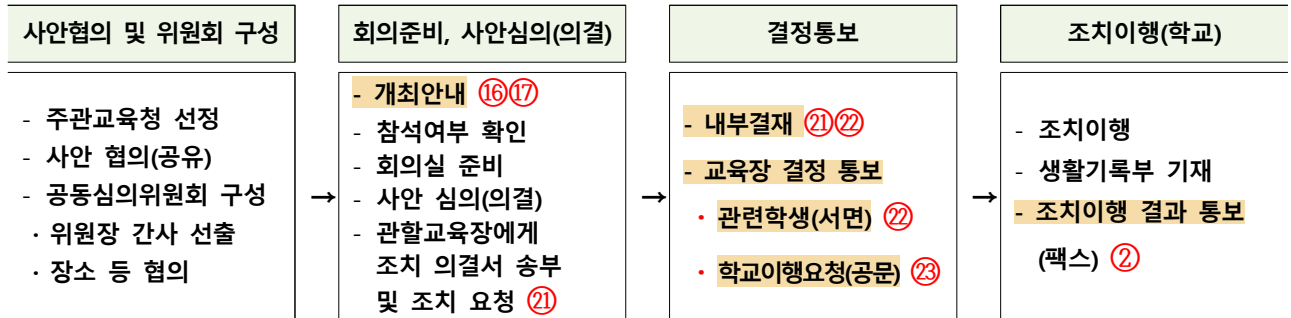 사안협의 및 위원회 구성
- 주관교육청 선정
- 사안 협의(공유)
- 공동심의위원회 구성
· 위원장 간사 선출
· 장소 등 협의
→
회의준비, 사안심의(의결)
- 개최안내 ⑯⑰
- 참석여부 확인
- 회의실 준비
- 사안 심의(의결)
- 관할교육장에게
조치 의결서 송부
및 조치 요청 ㉑
→
결정통보
- 내부결재 ㉑㉒
- 교육장 결정 통보
· 관련학생(서면) ㉒
· 학교이행요청(공문) ㉓
→
조치이행(학교)
- 조치이행
- 생활기록부 기재
- 조치이행 결과 통보
(팩스) ②